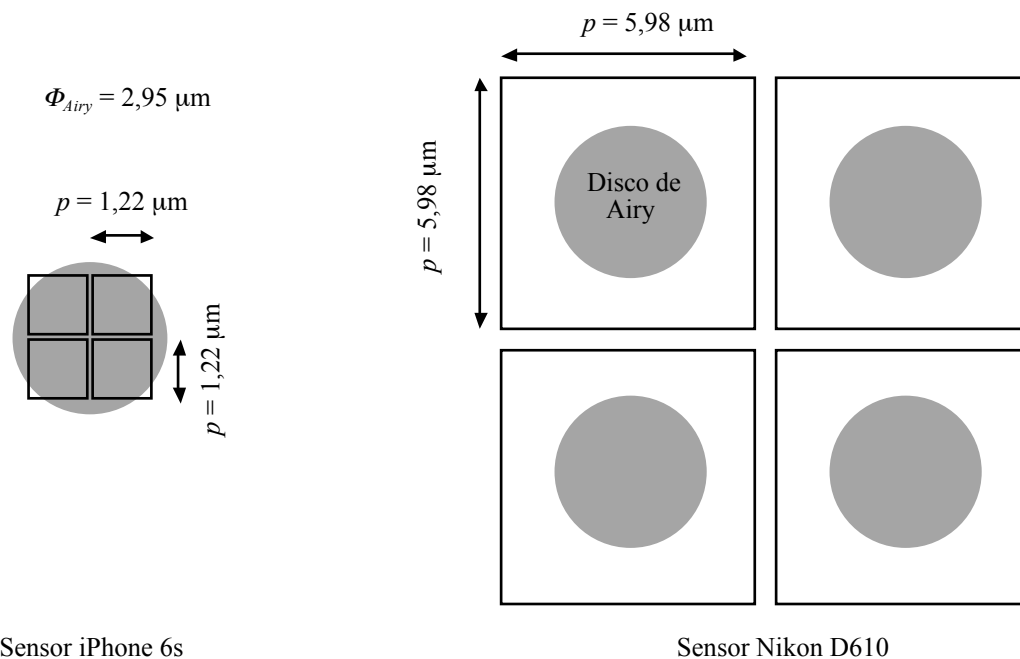 p = 5,98 μm
Φ_Airy = 2,95 μm
p = 1,22 μm
p = 1,22 μm
p = 5,98 μm
Disco de
Airy
Sensor iPhone 6s
Sensor Nikon D610